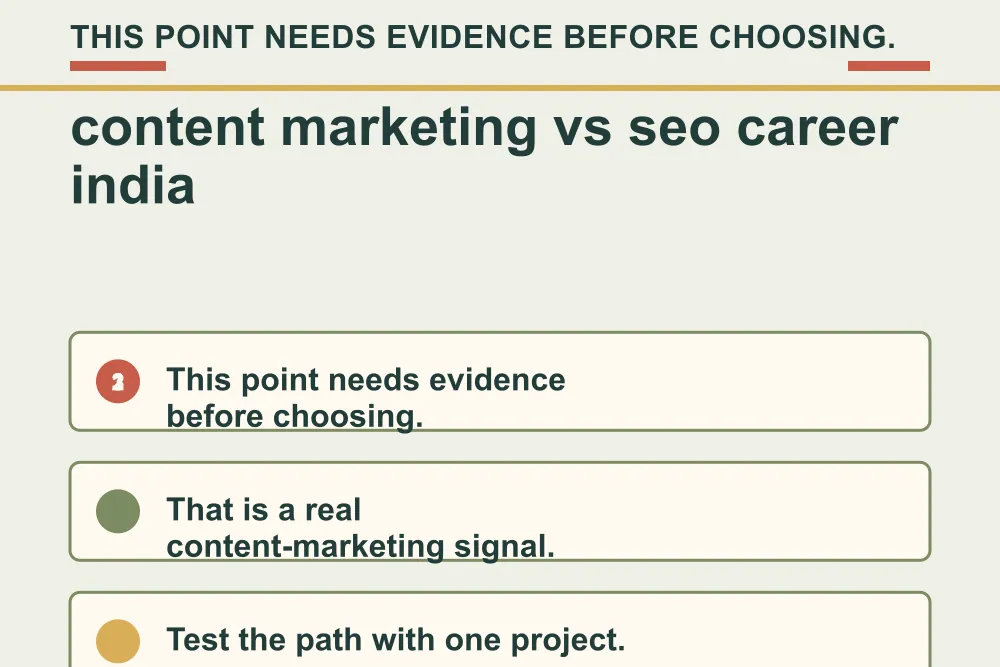 THIS POINT NEEDS EVIDENCE BEFORE CHOOSING.
content marketing vs seo career
india
This point needs evidence
before choosing.
That is a real
content-marketing signal.
Test the path with one project.